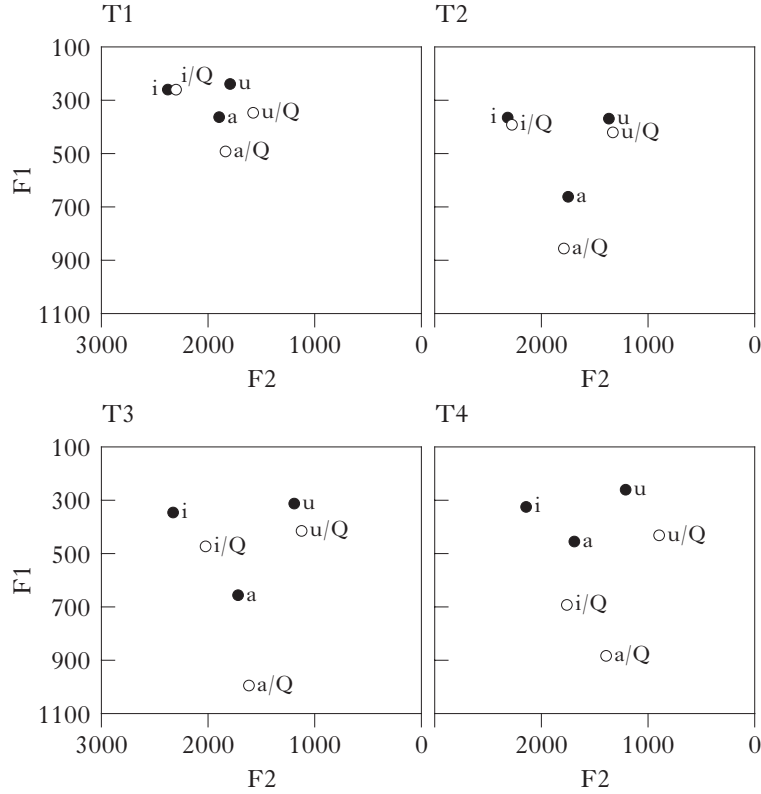 T1 T2
100
300
500
700
900
1100
F1
i i/Q u
a u/Q
a/Q
i i/Q u
u/Q
a
a/Q
3000 2000 1000 0 2000 1000 0
F2 F2
T3 T4
100
300
500
700
900
1100
F1
i u
i/Q u/Q
a
a/Q
u
i
a u/Q
i/Q
a/Q
3000 2000 1000 0 2000 1000 0
F2 F2